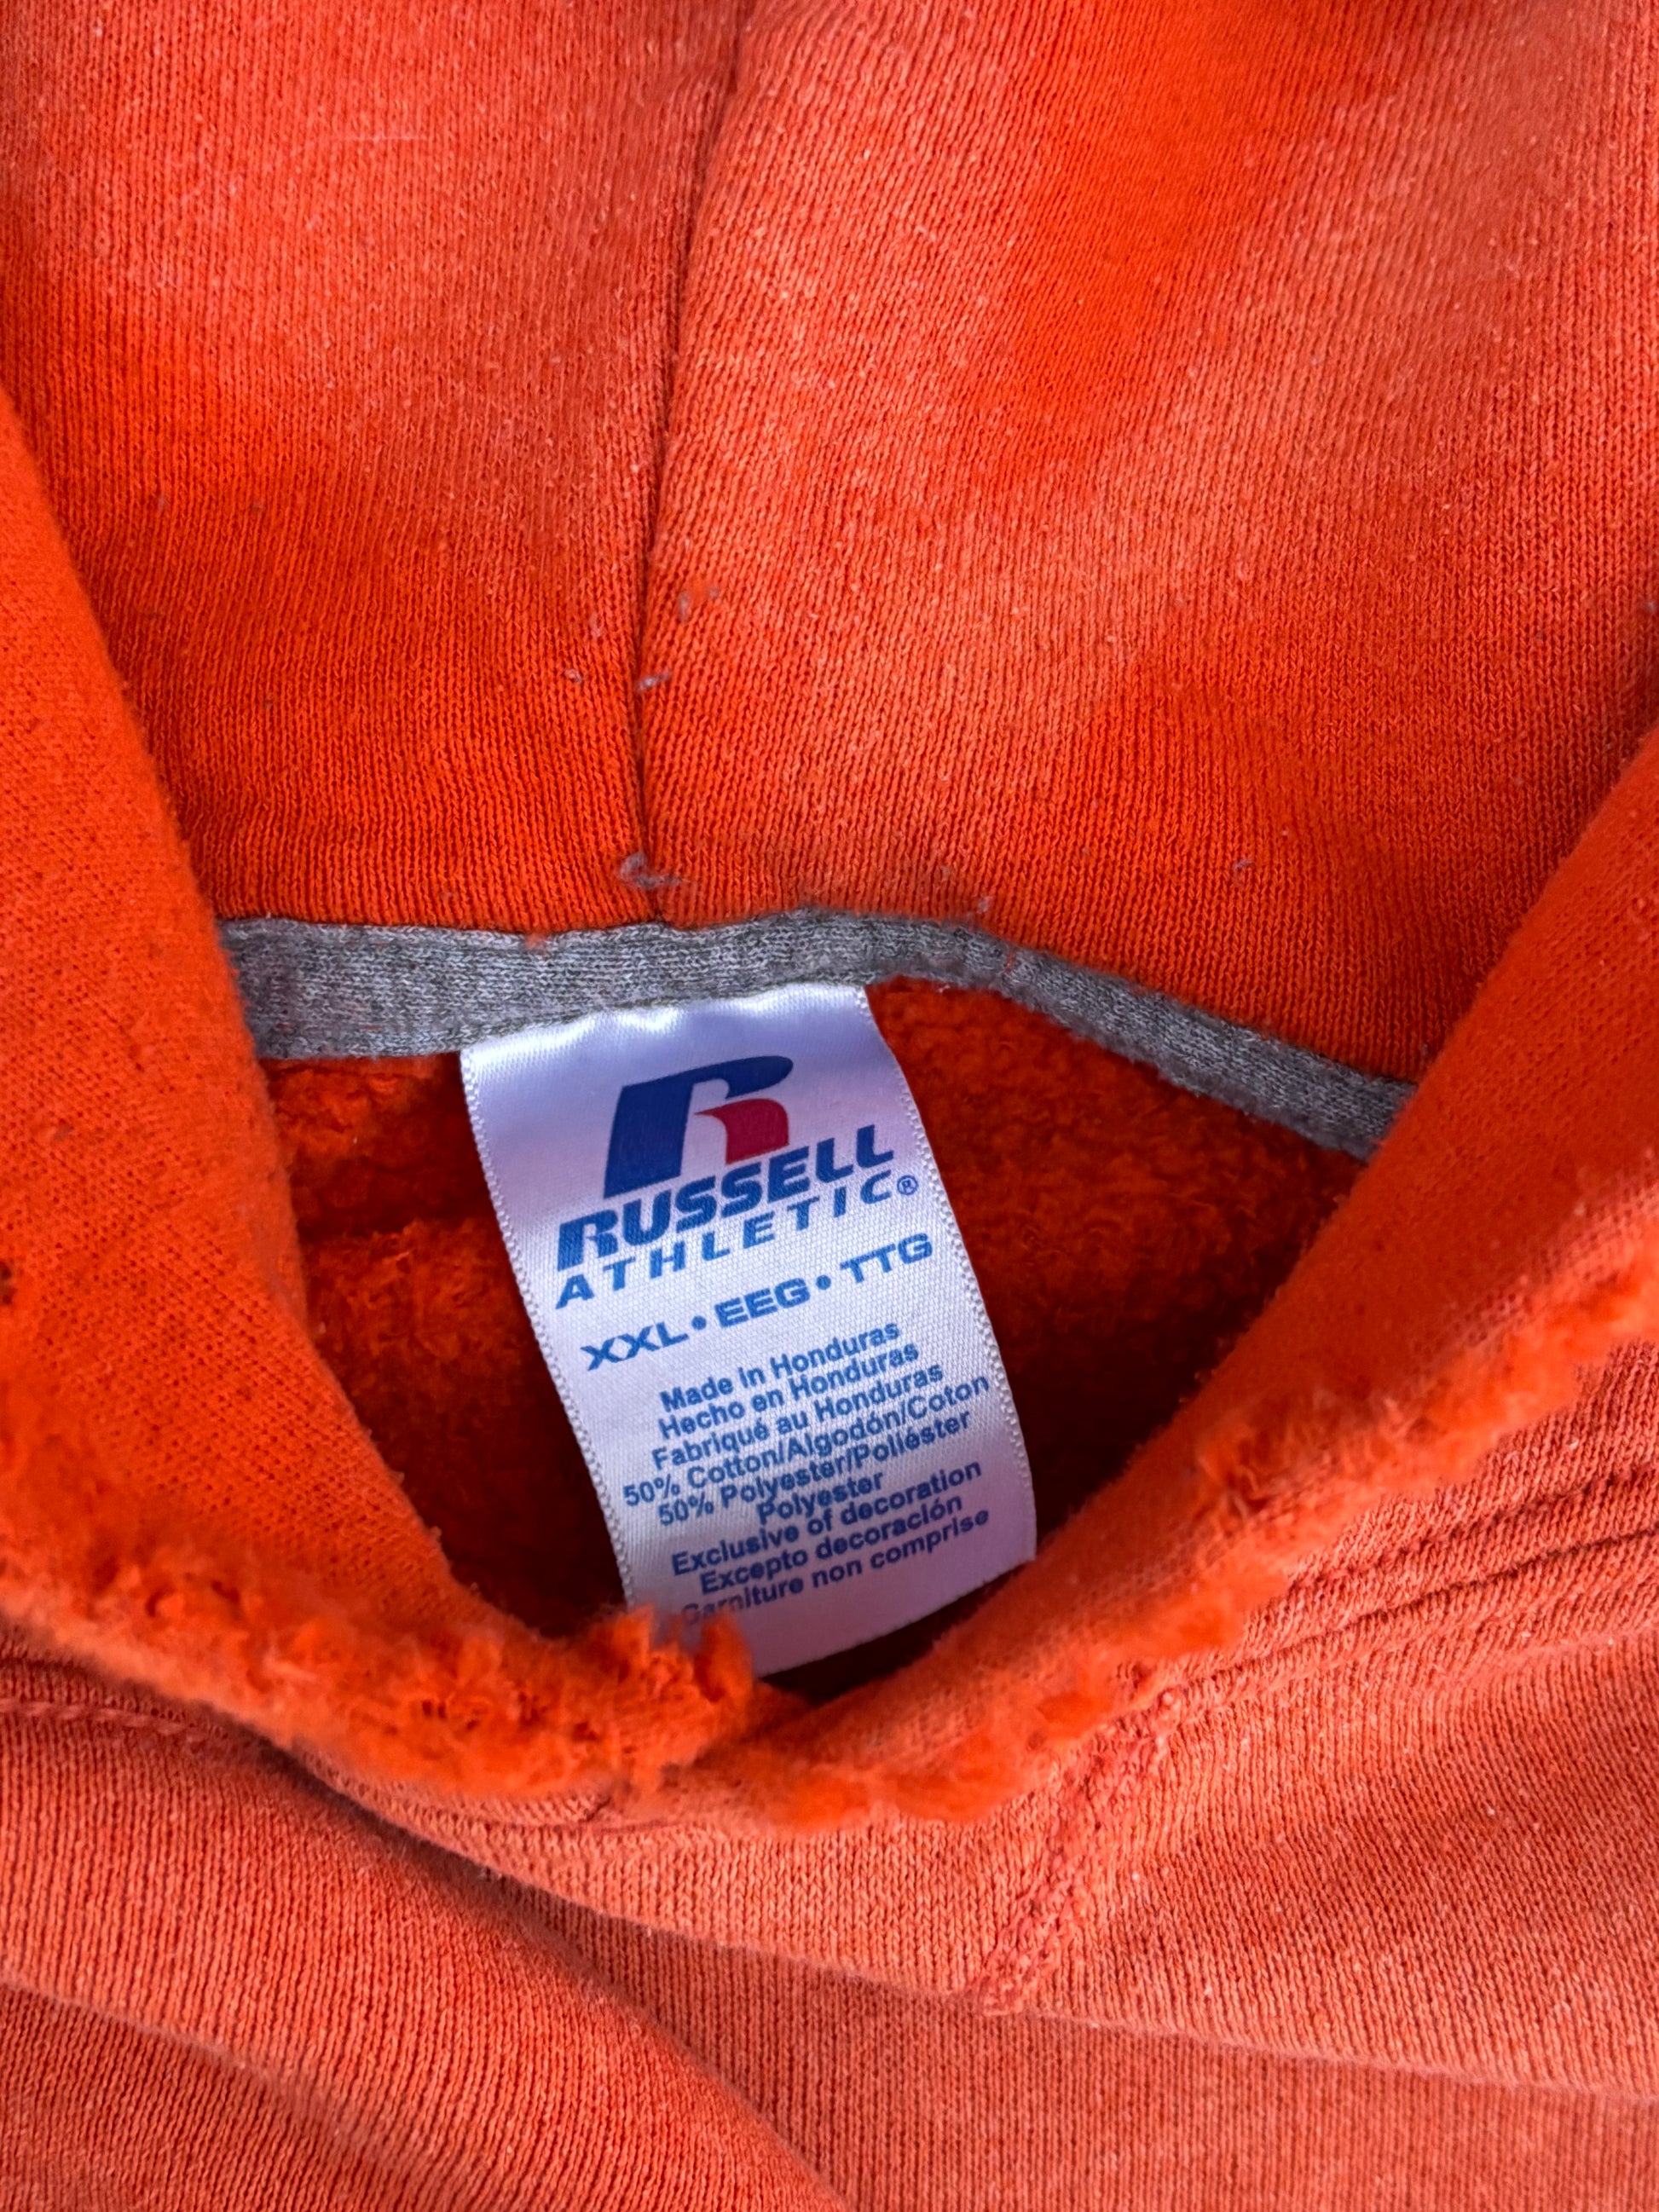 R
RUSSELL
ATHLETIC®
XXL • EEG • TTG
Made in Honduras
Hecho en Honduras
Fabriqué au Honduras
50% Cotton/Algodón/Coton
50% Polyester/Poliéster
Polyester
Exclusive of decoration
Excepto decoración
Garniture non comprise